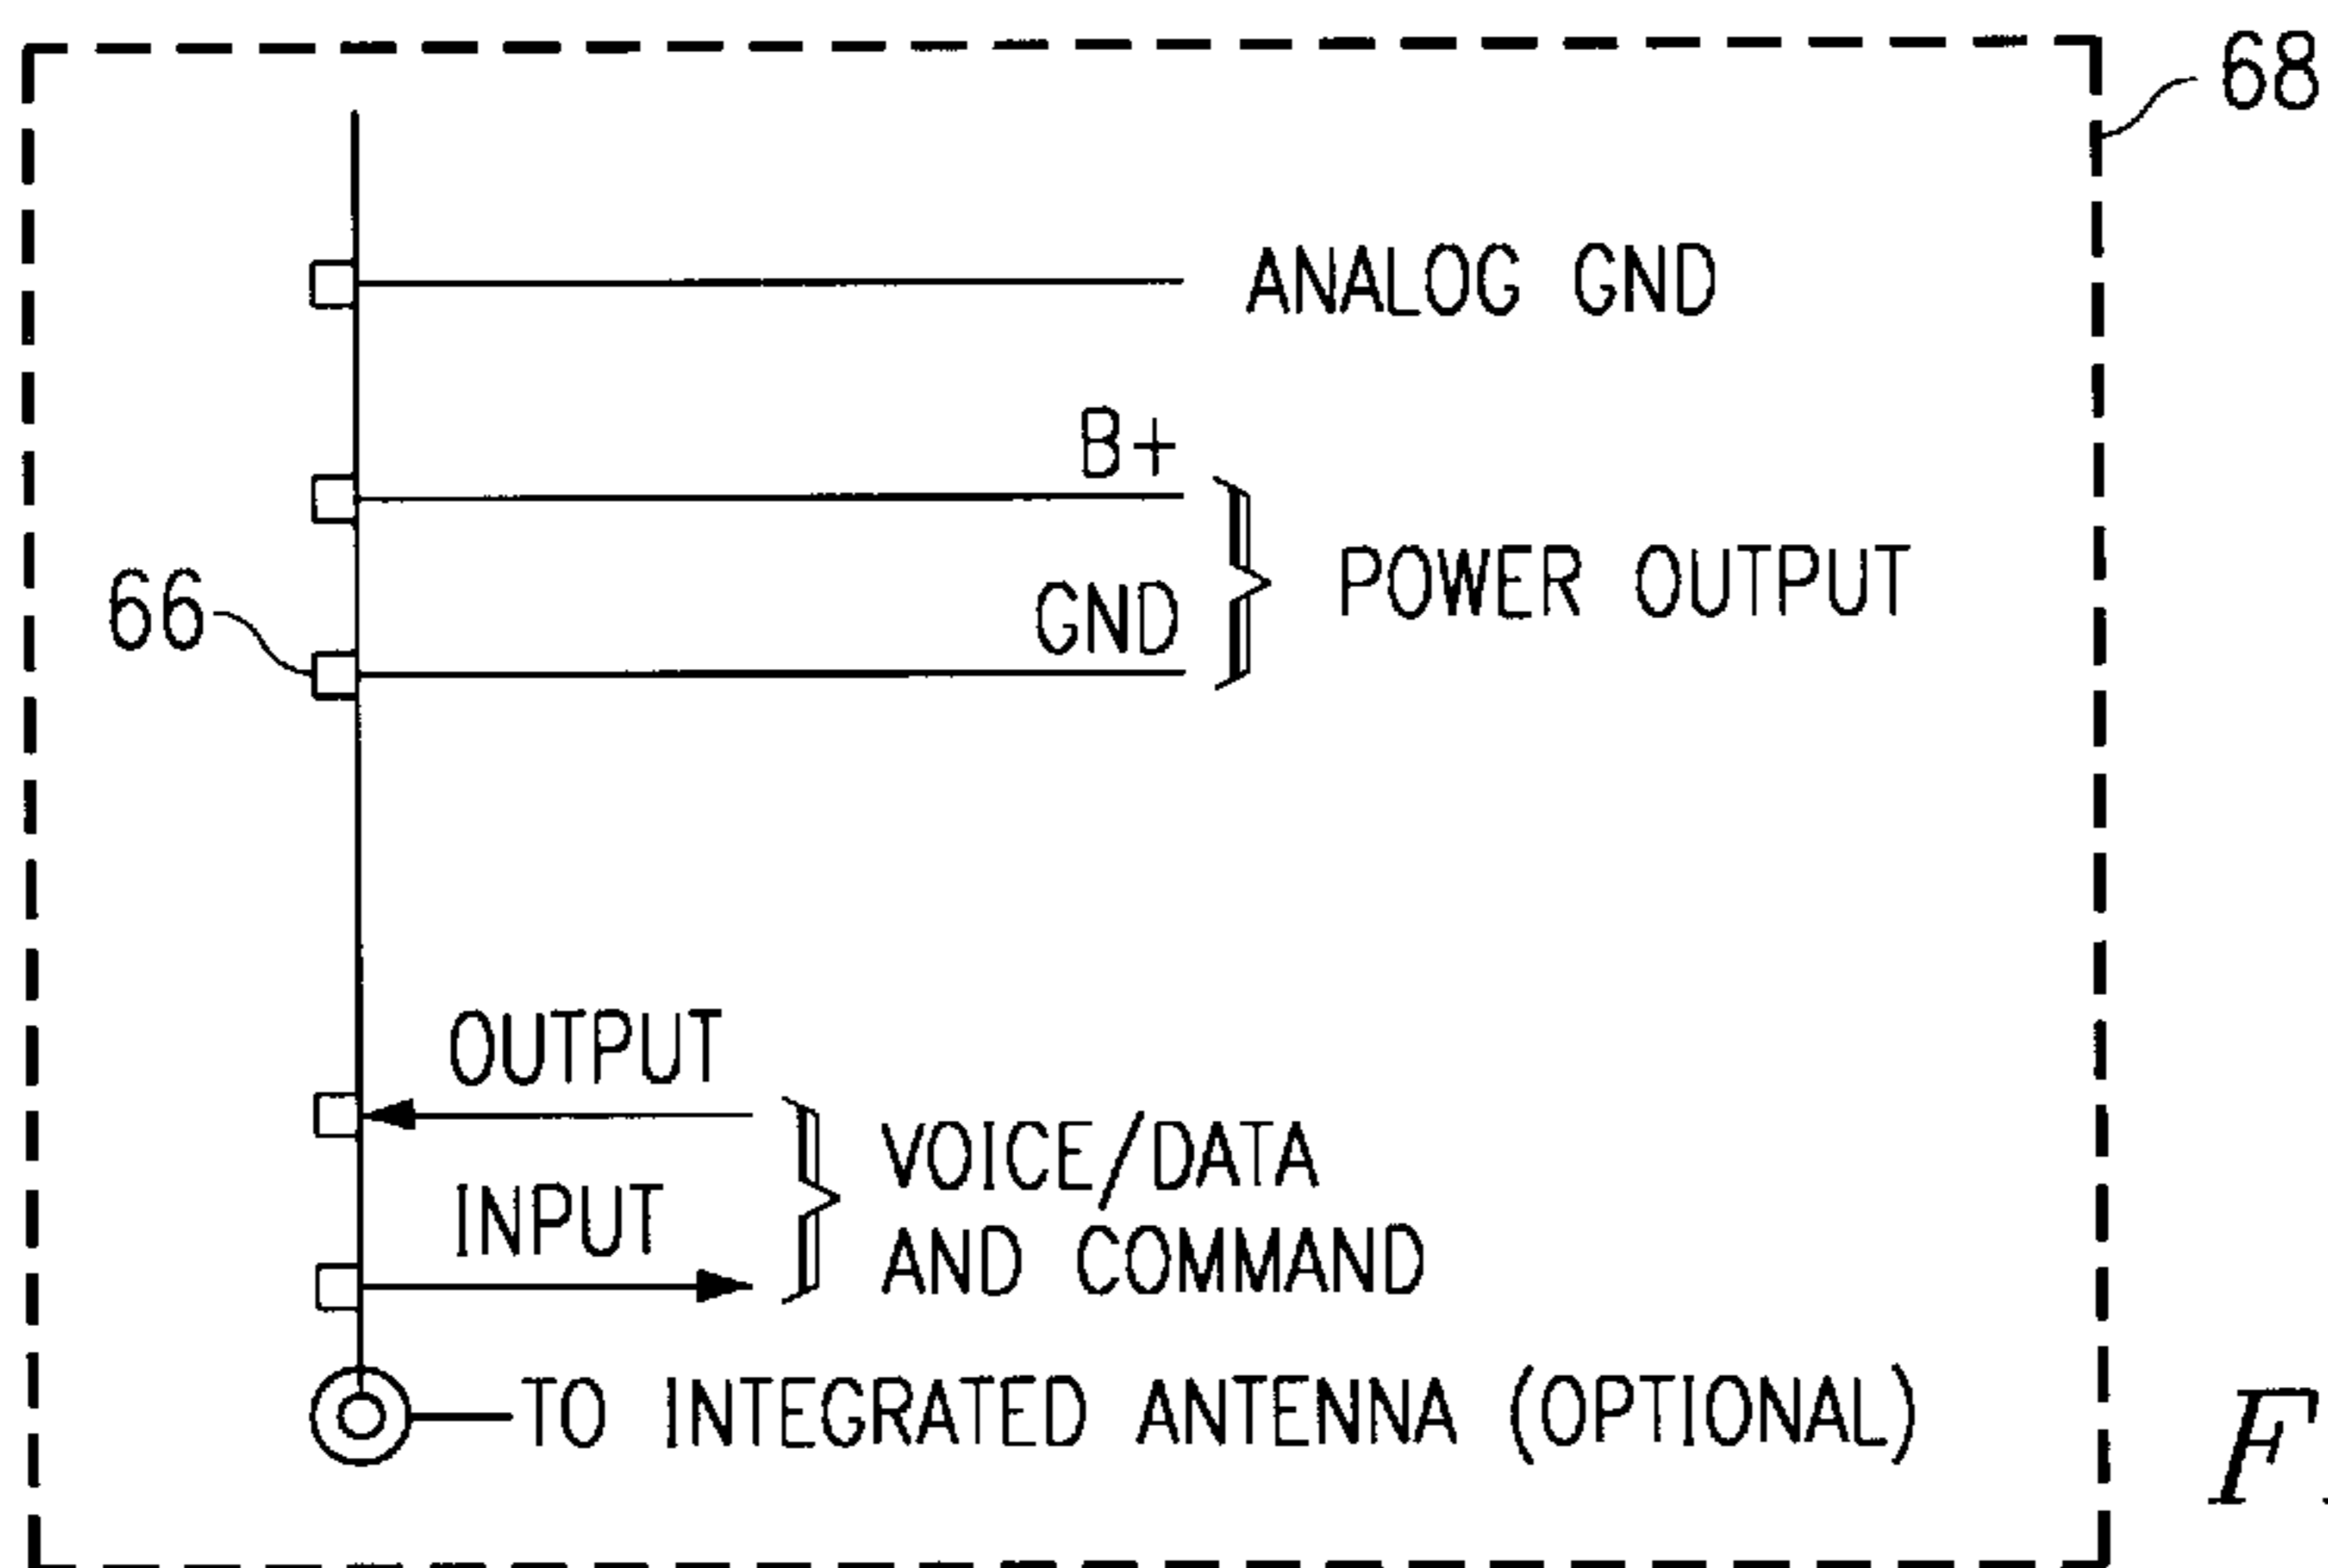 68
ANALOG GND
B+
POWER OUTPUT
66
GND
OUTPUT
VOICE/DATA
INPUT
AND COMMAND
TO INTEGRATED ANTENNA (OPTIONAL)